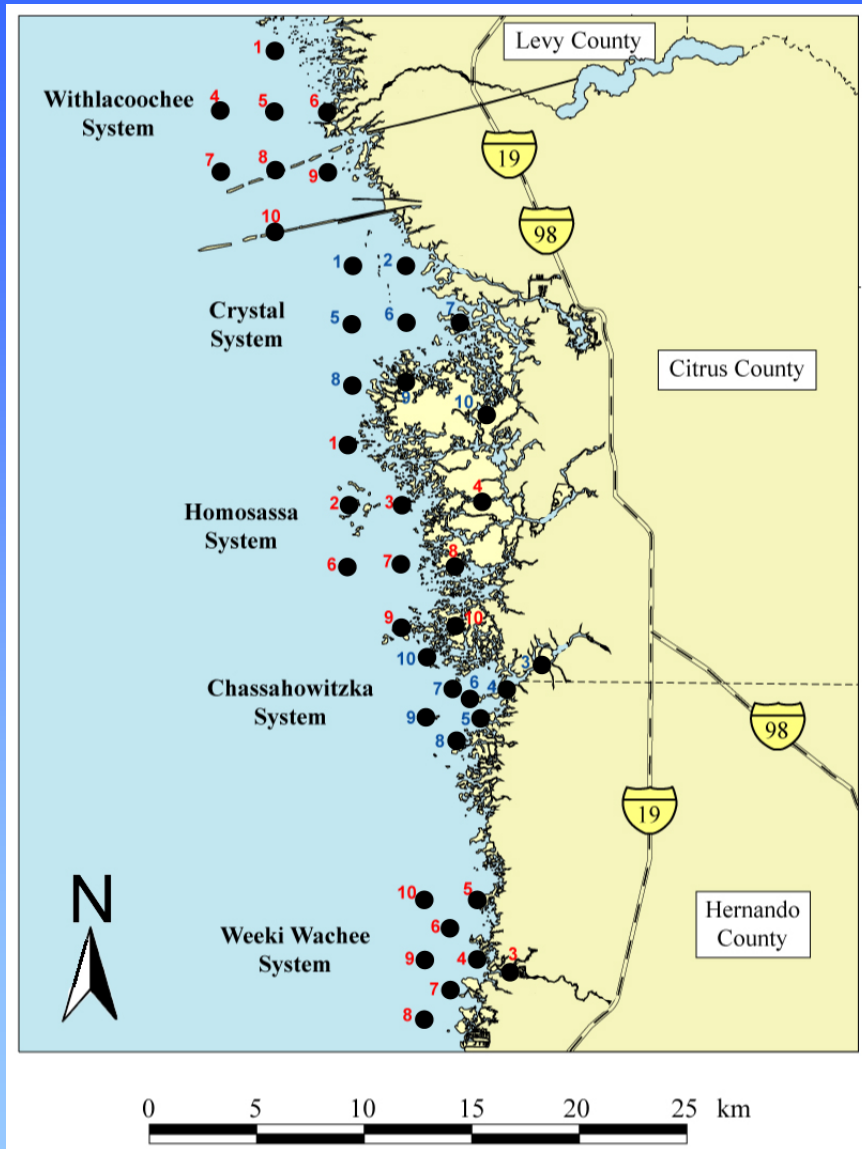 Levy County
1
Withlacoochee
System
4
5
6
19
7
8
9
98
10
1
2
Crystal
System
5
6
7
Citrus County
8
9
10
1
Homosassa
System
2
3
4
6
7
8
9
10
10
3
Chassahowitzka
System
7
6
4
9
5
8
98
19
N
Hernando
County
10
5
Weeki Wachee
System
6
9
4
3
7
8
0 5 10 15 20 25 km